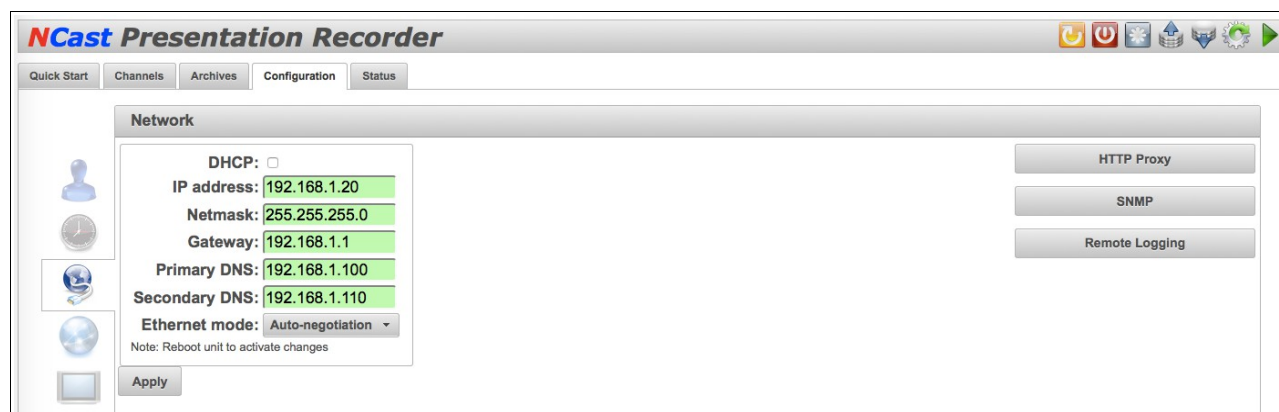 NCast Presentation Recorder
Quick Start Channels Archives Configuration Status
Network
DHCP:
IP address: 192.168.1.20
Netmask: 255.255.255.0
Gateway: 192.168.1.1
Primary DNS: 192.168.1.100
Secondary DNS: 192.168.1.110
Ethernet mode: Auto-negotiation
Note: Reboot unit to activate changes
Apply
HTTP Proxy
SNMP
Remote Logging